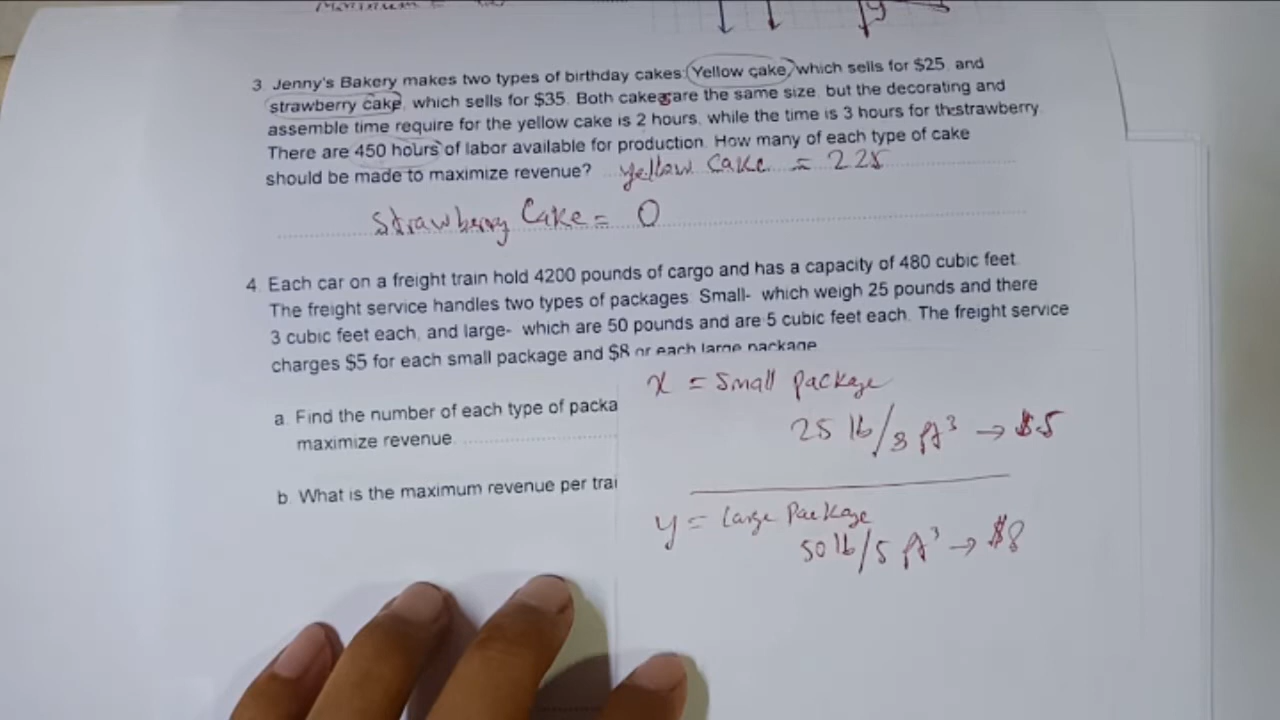 3. Jenny's Bakery makes two types of birthday cakes: Yellow cake, which sells for $25, and
strawberry cake, which sells for $35. Both cakes are the same size, but the decorating and
assemble time require for the yellow cake is 2 hours, while the time is 3 hours for the strawberry.
There are 450 hours of labor available for production. How many of each type of cake
should be made to maximize revenue? yellow cake = 225
Strawberry Cake = 0
4. Each car on a freight train hold 4200 pounds of cargo and has a capacity of 480 cubic feet.
The freight service handles two types of packages: Small- which weigh 25 pounds and there
3 cubic feet each, and large- which are 50 pounds and are 5 cubic feet each. The freight service
charges $5 for each small package and $8 or each large package.
x = Small package
a. Find the number of each type of packa
25 lb/3 ft³ → $5
maximize revenue.
b. What is the maximum revenue per trai
y = Large Package
50 lb/5 ft³ → $8